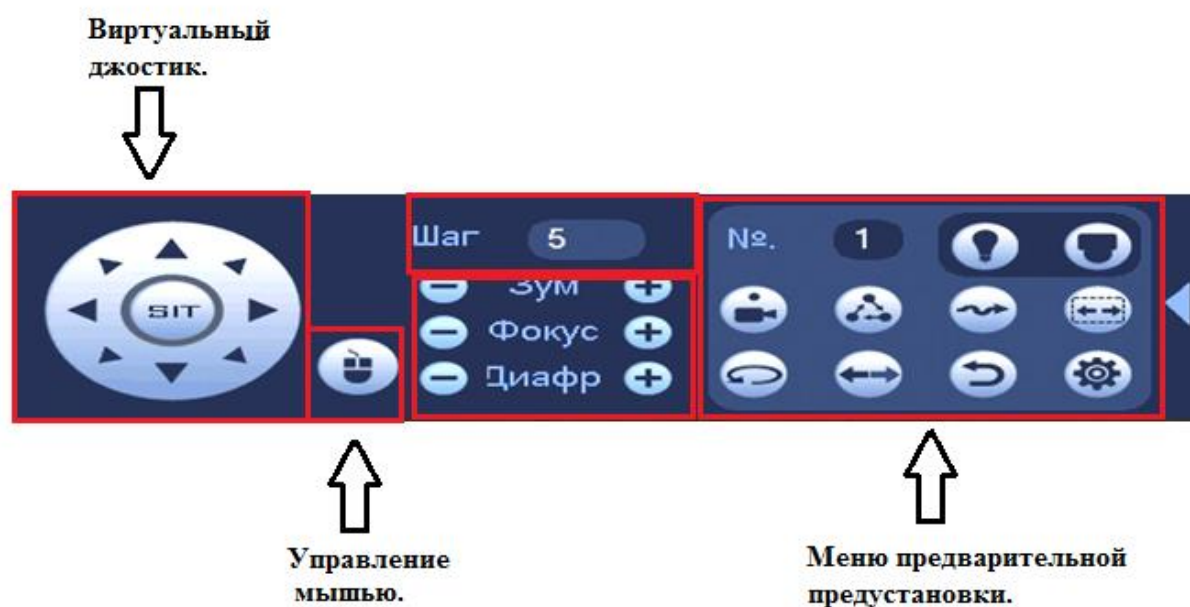 Виртуальный
джостик.
Шаг 5
Зум
Фокус
Диафр
SIT
№. 1
Управление
мышью.
Меню предварительной
предустановки.